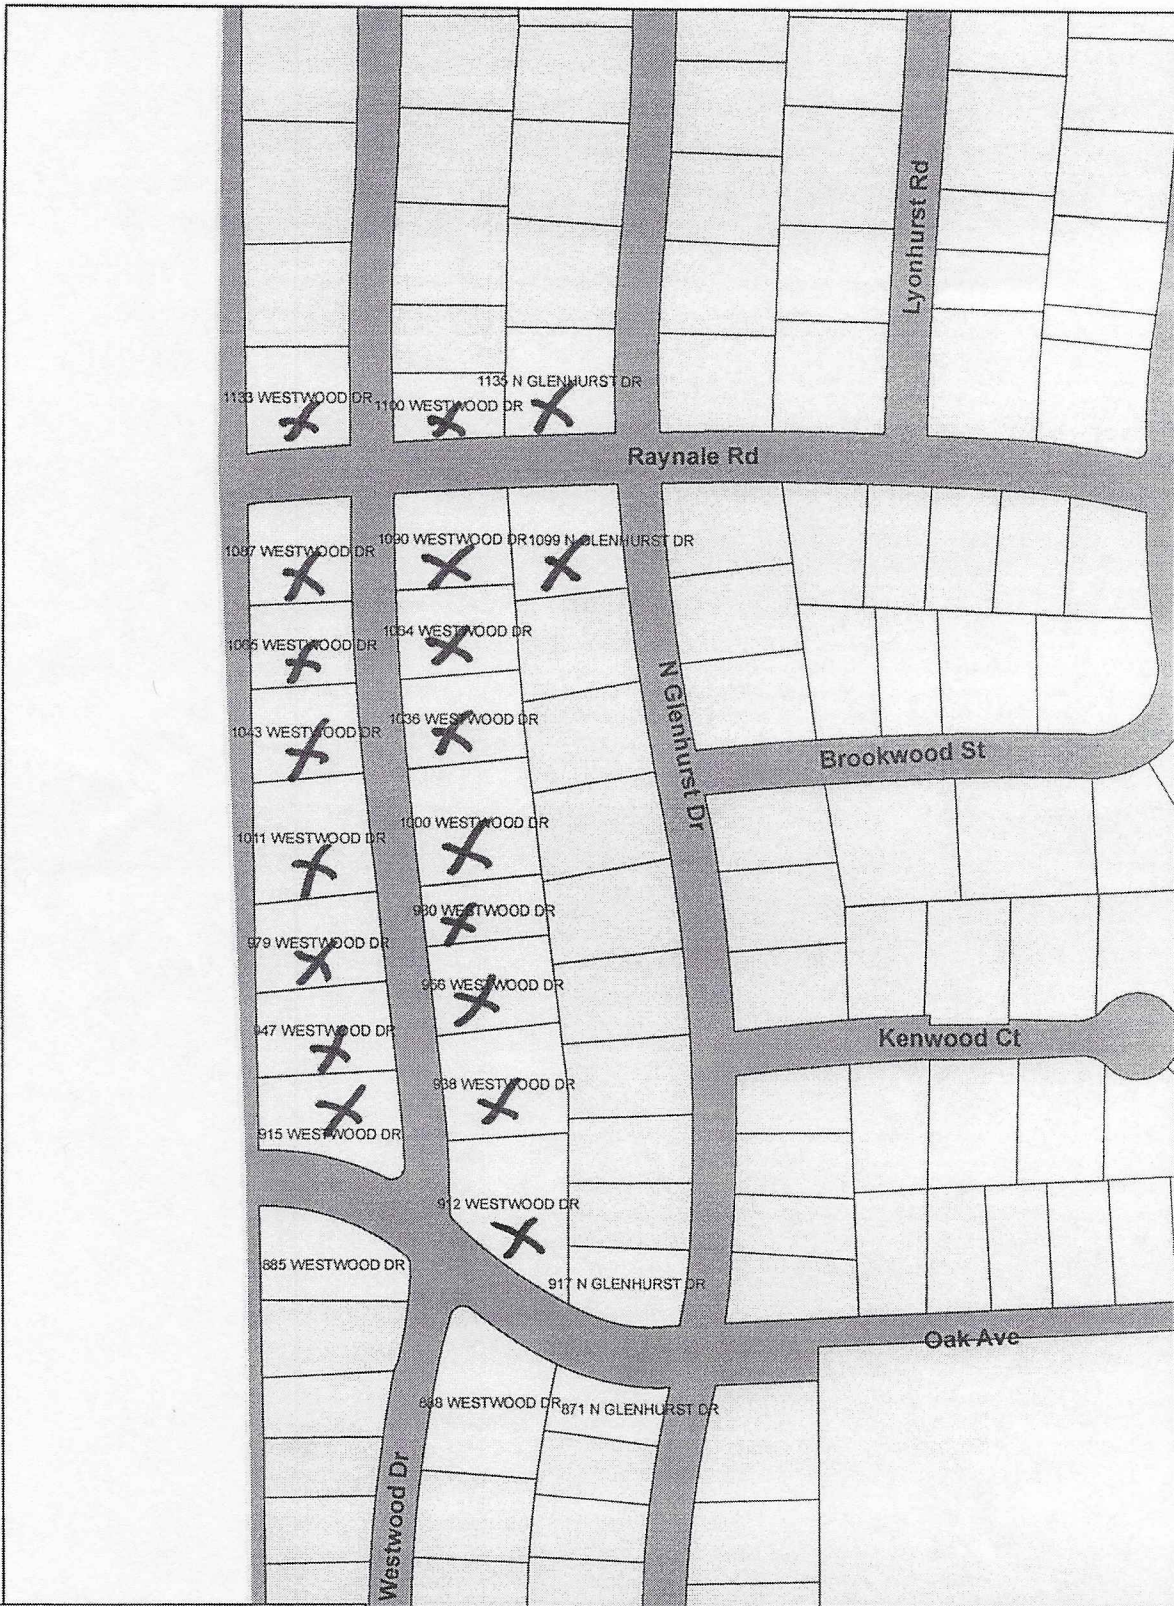 Lyonhurst Rd
1135 N GLENHURST DR
1133 WESTWOOD DR
1100 WESTWOOD DR
Raynale Rd
1090 WESTWOOD DR
1099 N GLENHURST DR
1087 WESTWOOD DR
1064 WESTWOOD DR
1065 WESTWOOD DR
N Glenhurst Dr
1036 WESTWOOD DR
1043 WESTWOOD DR
Brookwood St
1000 WESTWOOD DR
1011 WESTWOOD DR
980 WESTWOOD DR
979 WESTWOOD DR
956 WESTWOOD DR
947 WESTWOOD DR
Kenwood Ct
938 WESTWOOD DR
915 WESTWOOD DR
912 WESTWOOD DR
885 WESTWOOD DR
917 N GLENHURST DR
Oak Ave
888 WESTWOOD DR
871 N GLENHURST DR
Westwood Dr